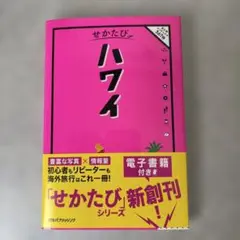 せかたび
ハワイ
豊富な写真×情報量
初心者もリピーターも
海外旅行はこれ一冊!
電子書籍
付き
「せかたび」新創刊!
シリーズ